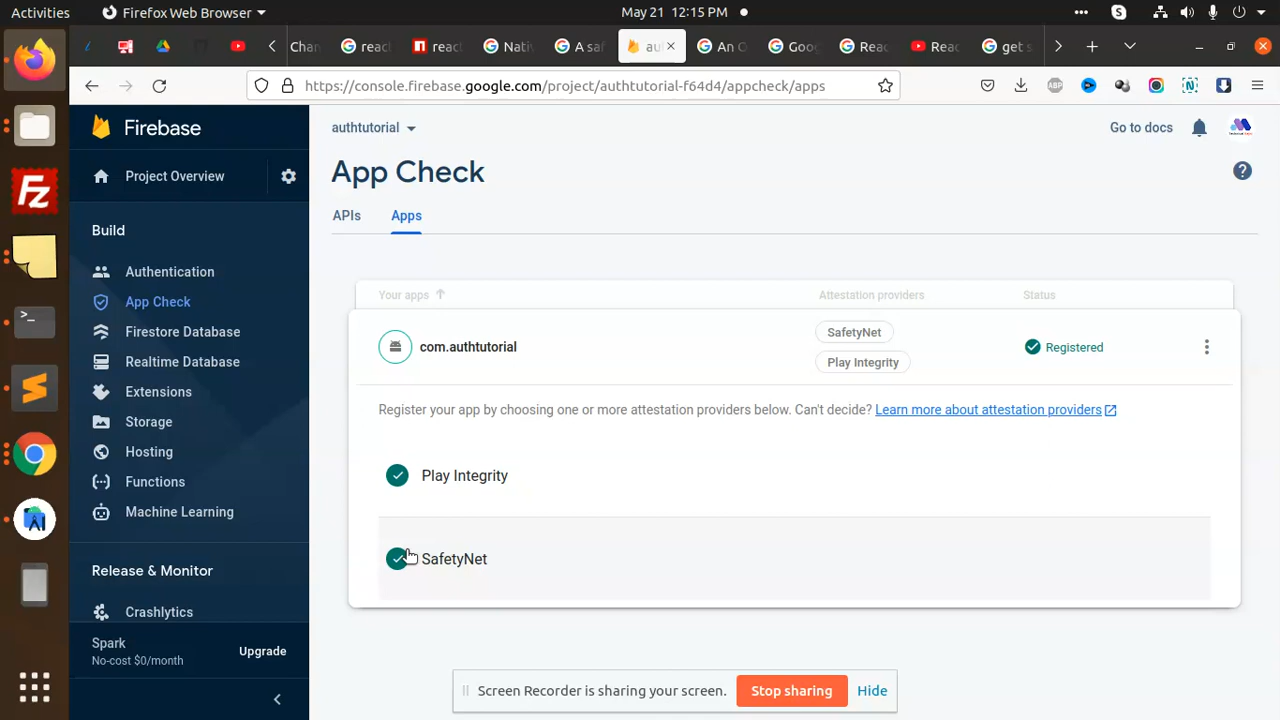 Activities
Firefox Web Browser
May 21 12:15 PM
Chan
reac
reac
Nati
A saf
aut
An O
Goo
Reac
Reac
get s
https://console.firebase.google.com/project/authtutorial-f64d4/appcheck/apps
ABP
N
Firebase
authtutorial
Go to docs
Project Overview
App Check
APIs
Apps
Build
Authentication
App Check
Firestore Database
Realtime Database
Extensions
Storage
Hosting
Functions
Machine Learning
Release & Monitor
Crashlytics
Spark
No-cost $0/month
Upgrade
Your apps
Attestation providers
Status
com.authtutorial
SafetyNet
Play Integrity
Registered
Register your app by choosing one or more attestation providers below. Can't decide? Learn more about attestation providers
Play Integrity
SafetyNet
Screen Recorder is sharing your screen.
Stop sharing
Hide